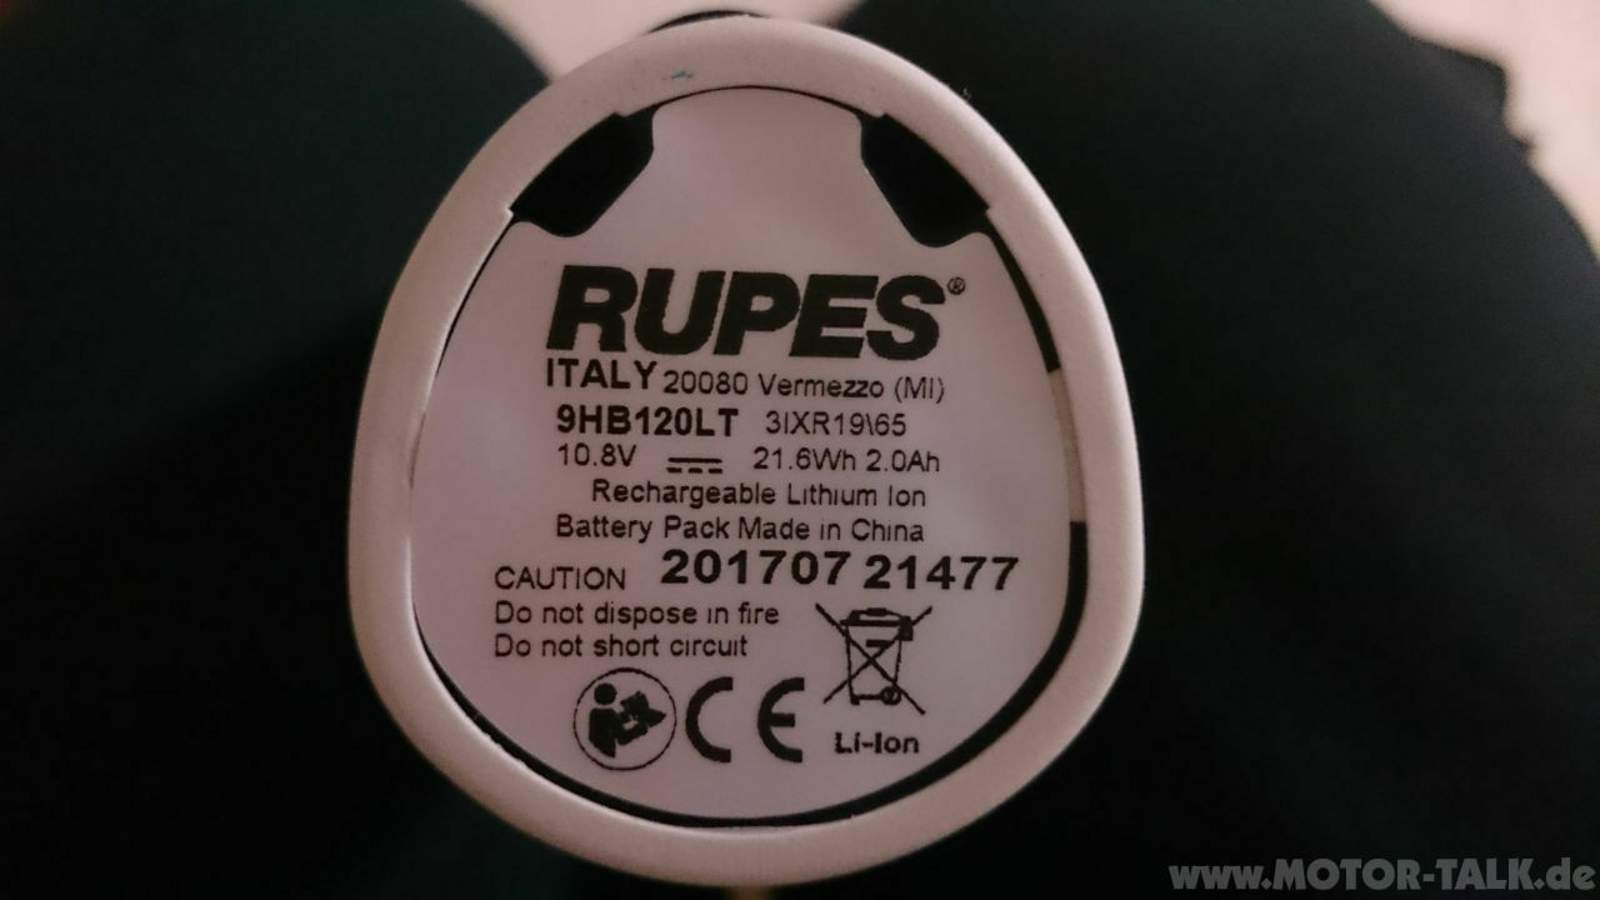 RUPES®
ITALY 20080 Vermezzo (MI)
9HB120LT 3IXR19\65
10.8V 21.6Wh 2.0Ah
Rechargeable Lithium Ion
Battery Pack Made in China
CAUTION 201707 21477
Do not dispose in fire
Do not short circuit
CE
Li-Ion
www.MOTOR-TALK.de